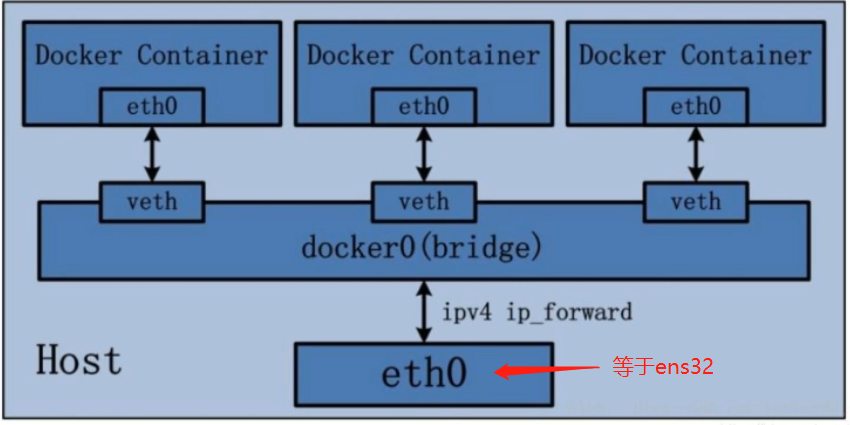 Docker Container Docker Container Docker Container
eth0 eth0 eth0
veth veth veth
docker0(bridge)
ipv4 ip_forward
Host
eth0
等于ens32